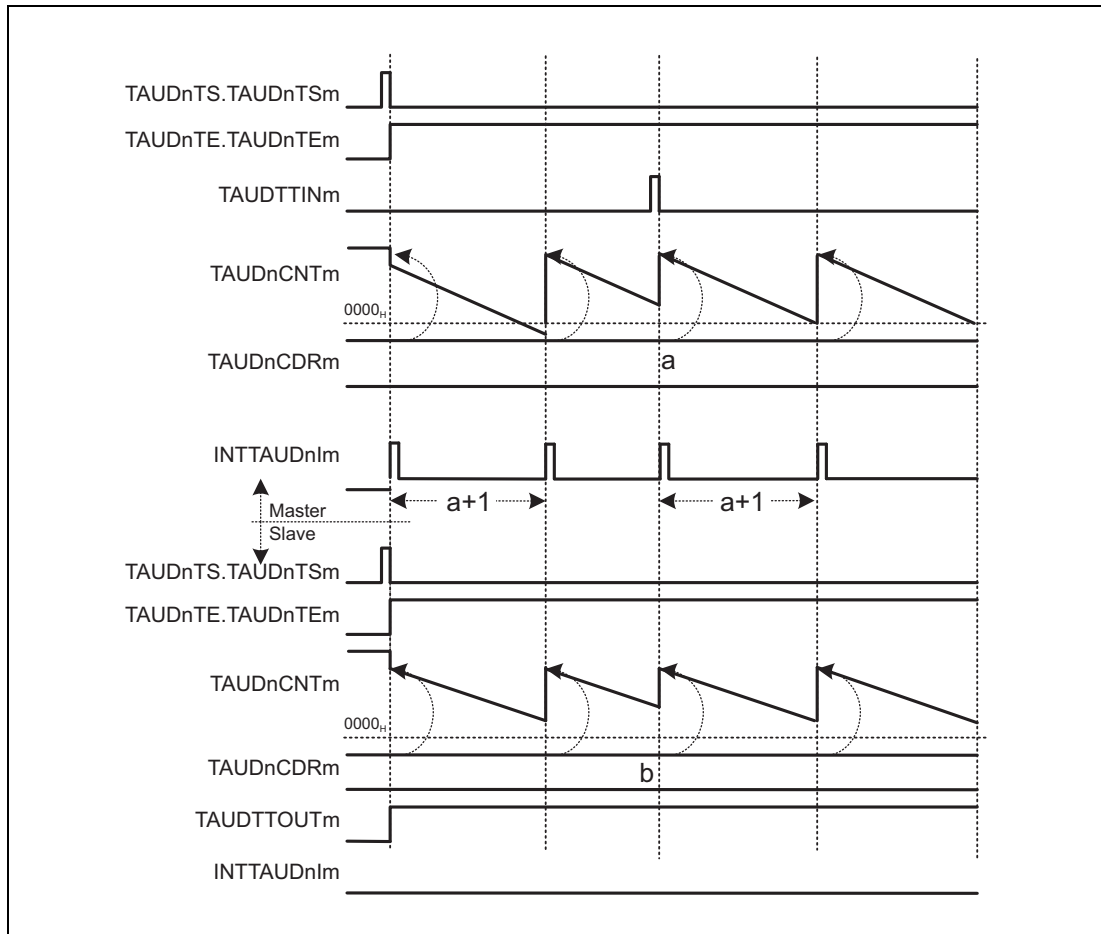 TAUDnTS.TAUDnTSm
TAUDnTE.TAUDnTEm
TAUDTTINm
TAUDnCNTm
0000H
TAUDnCDRm
a
INTTAUDnIm
a+1
a+1
Master
Slave
TAUDnTS.TAUDnTSm
TAUDnTE.TAUDnTEm
TAUDnCNTm
0000H
TAUDnCDRm
b
TAUDTTOUTm
INTTAUDnIm